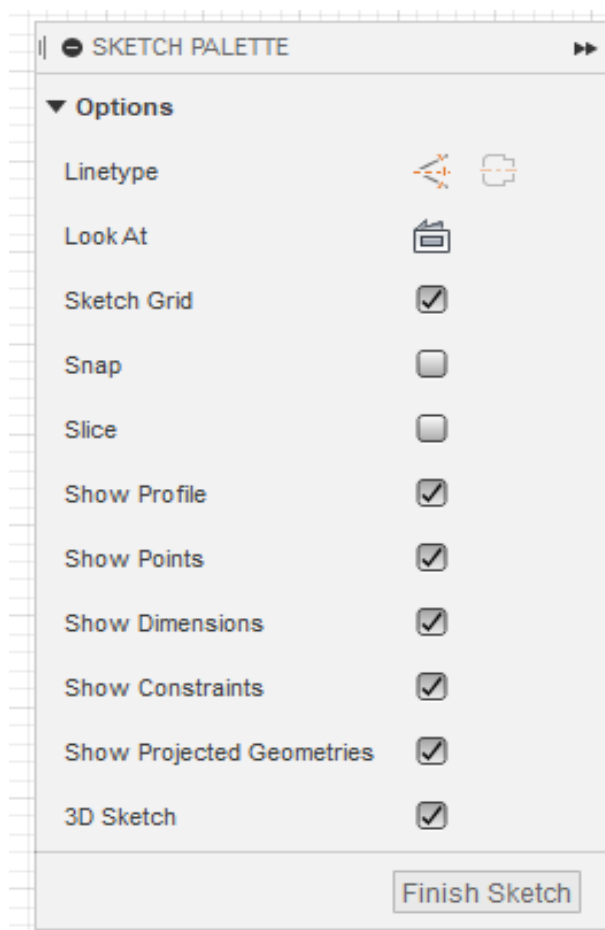 SKETCH PALETTE
Options
Linetype
Look At
Sketch Grid
Snap
Slice
Show Profile
Show Points
Show Dimensions
Show Constraints
Show Projected Geometries
3D Sketch
Finish Sketch